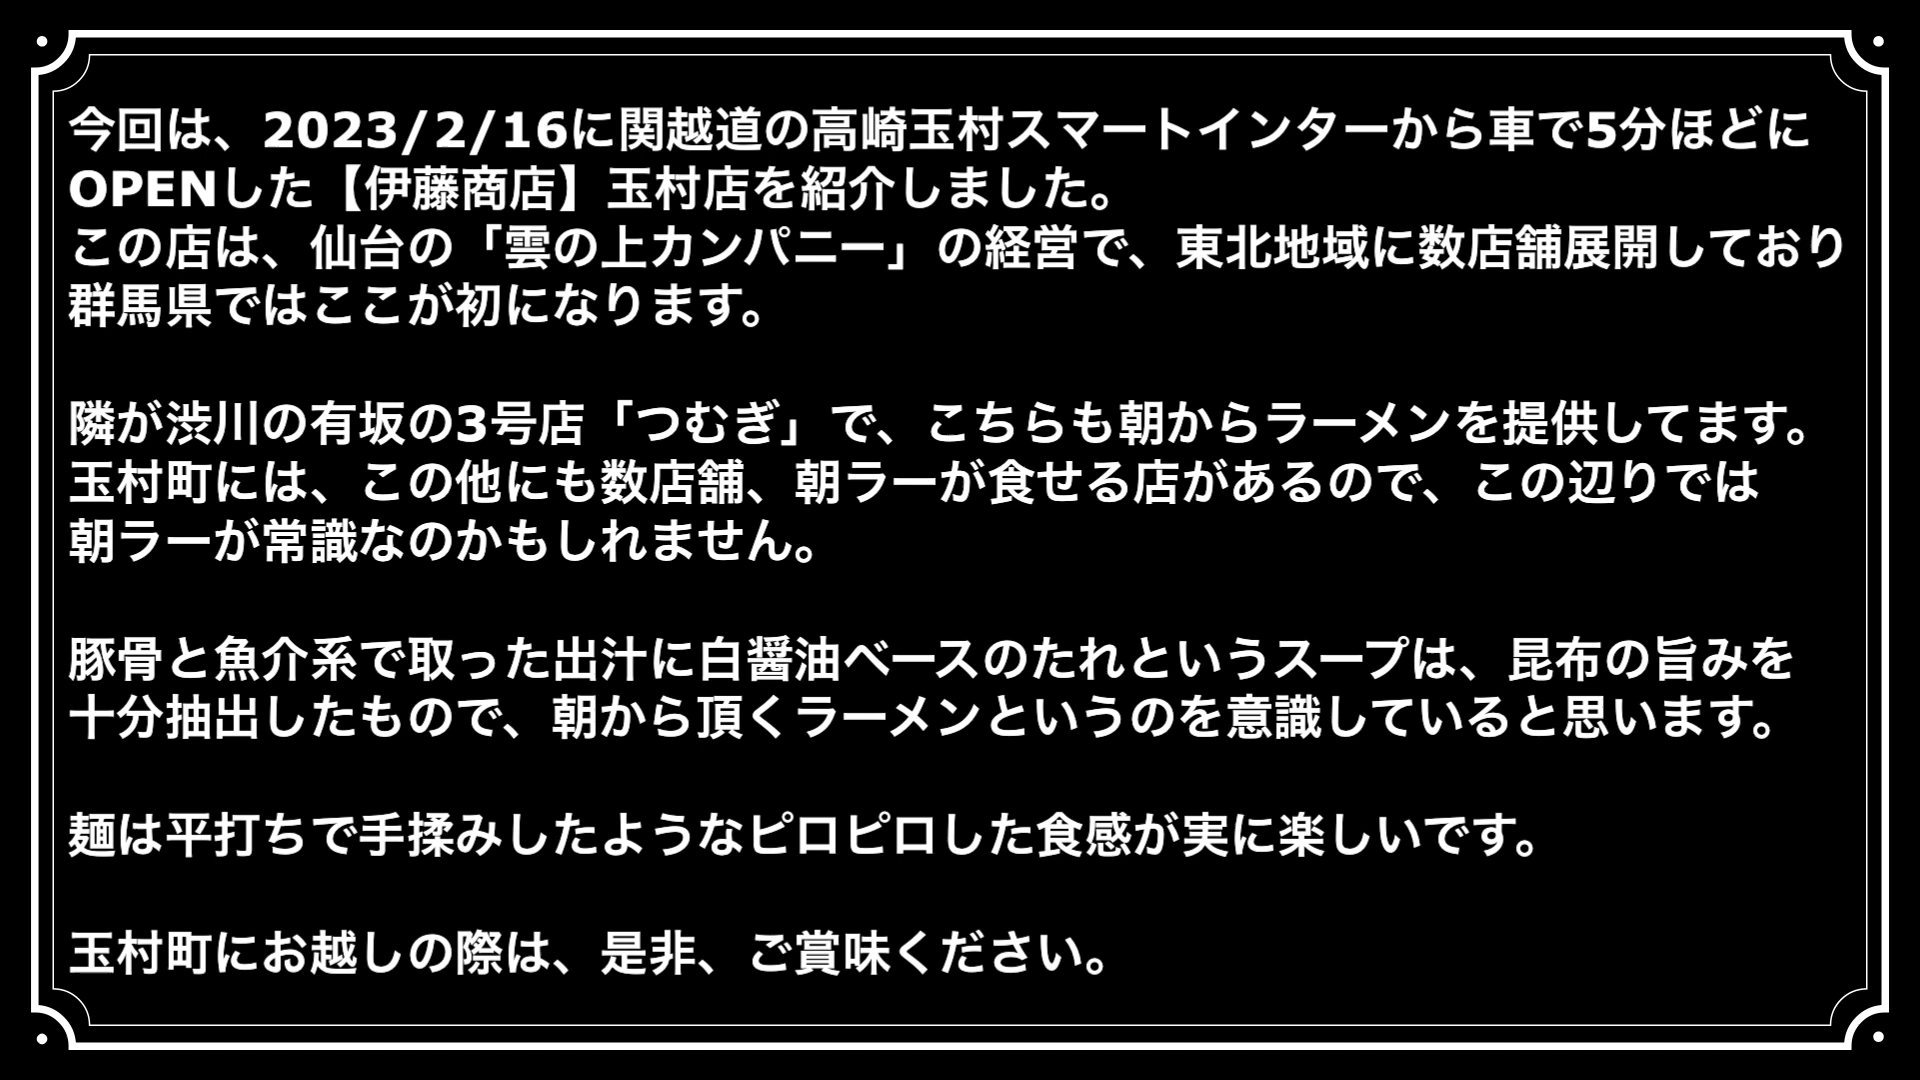 今回は、2023/2/16に関越道の高崎玉村スマートインターから車で5分ほどに
OPENした【伊藤商店】玉村店を紹介しました。
この店は、仙台の「雲の上カンパニー」の経営で、東北地域に数店舗展開しており
群馬県ではここが初になります。
隣が渋川の有坂の3号店「つむぎ」で、こちらも朝からラーメンを提供してます。
玉村町には、この他にも数店舗、朝ラーが食せる店があるので、この辺りでは
朝ラーが常識なのかもしれません。
豚骨と魚介系で取った出汁に白醤油ベースのたれというスープは、昆布の旨みを
十分抽出したもので、朝から頂くラーメンというのを意識していると思います。
麺は平打ちで手揉みしたようなピロピロした食感が実に楽しいです。
玉村町にお越しの際は、是非、ご賞味ください。